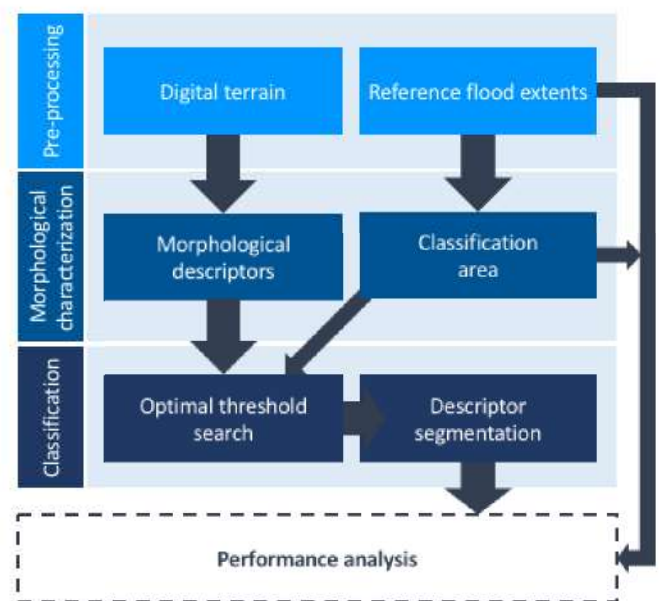 Pre-processing
Digital terrain
Reference flood extents
Morphological
characterization
Morphological
descriptors
Classification
area
Classification
Optimal threshold
search
Descriptor
segmentation
Performance analysis